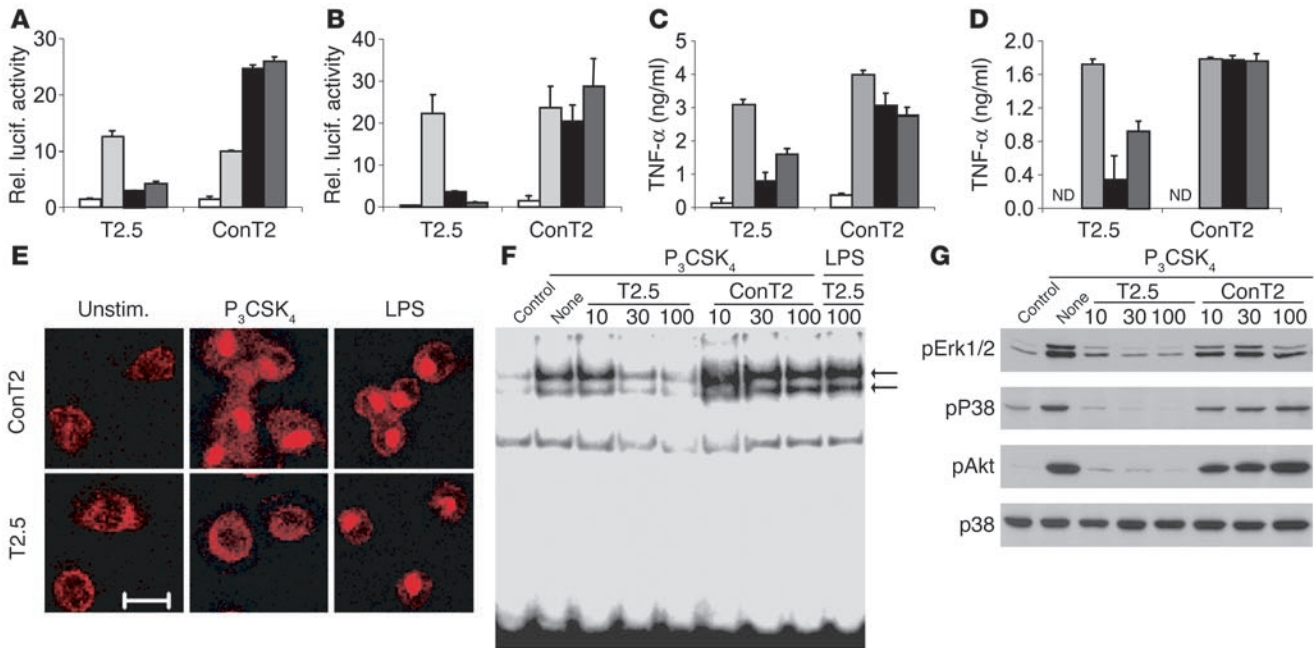 A
Rel. lucif. activity
30
20
10
0
T2.5
ConT2
B
Rel. lucif. activity
40
30
20
10
0
T2.5
ConT2
C
TNF-α (ng/ml)
5
4
3
2
1
0
T2.5
ConT2
D
TNF-α (ng/ml)
2.0
1.6
1.2
0.8
0.4
0.0
ND
ND
T2.5
ConT2
E
Unstim.
P₃CSK₄
LPS
ConT2
T2.5
F
P₃CSK₄
LPS
Control
None
T2.5
ConT2
T2.5
10 30 100 10 30 100 100
G
P₃CSK₄
Control
None
T2.5
ConT2
10 30 100 10 30 100
pErk1/2
pP38
pAkt
p38